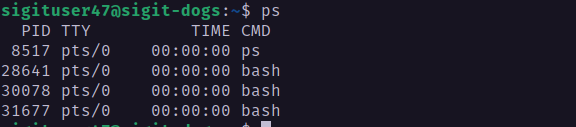 sigituser47@sigit-dogs:~$ ps
PID TTY TIME CMD
8517 pts/0 00:00:00 ps
28641 pts/0 00:00:00 bash
30078 pts/0 00:00:00 bash
31677 pts/0 00:00:00 bash